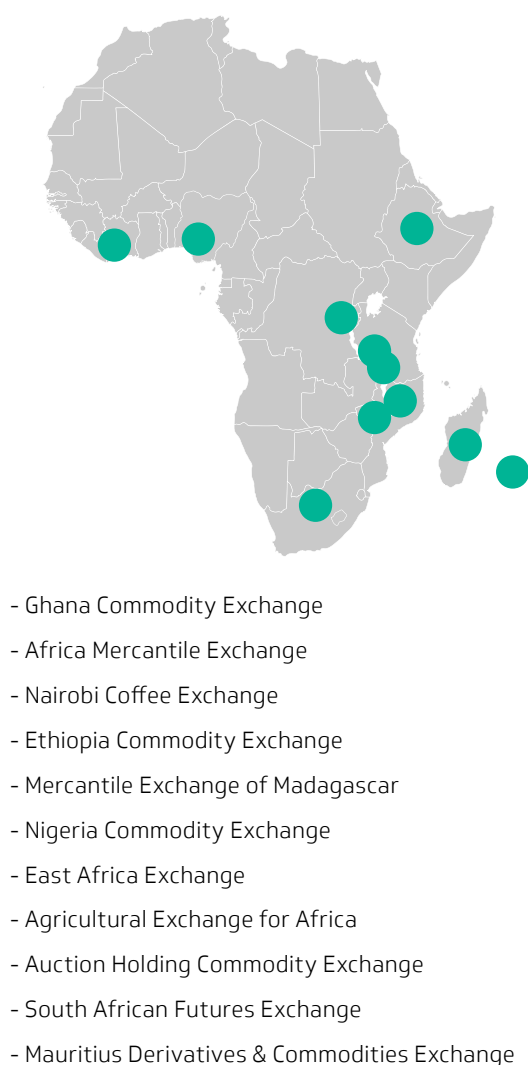 - Ghana Commodity Exchange
- Africa Mercantile Exchange
- Nairobi Coffee Exchange
- Ethiopia Commodity Exchange
- Mercantile Exchange of Madagascar
- Nigeria Commodity Exchange
- East Africa Exchange
- Agricultural Exchange for Africa
- Auction Holding Commodity Exchange
- South African Futures Exchange
- Mauritius Derivatives & Commodities Exchange